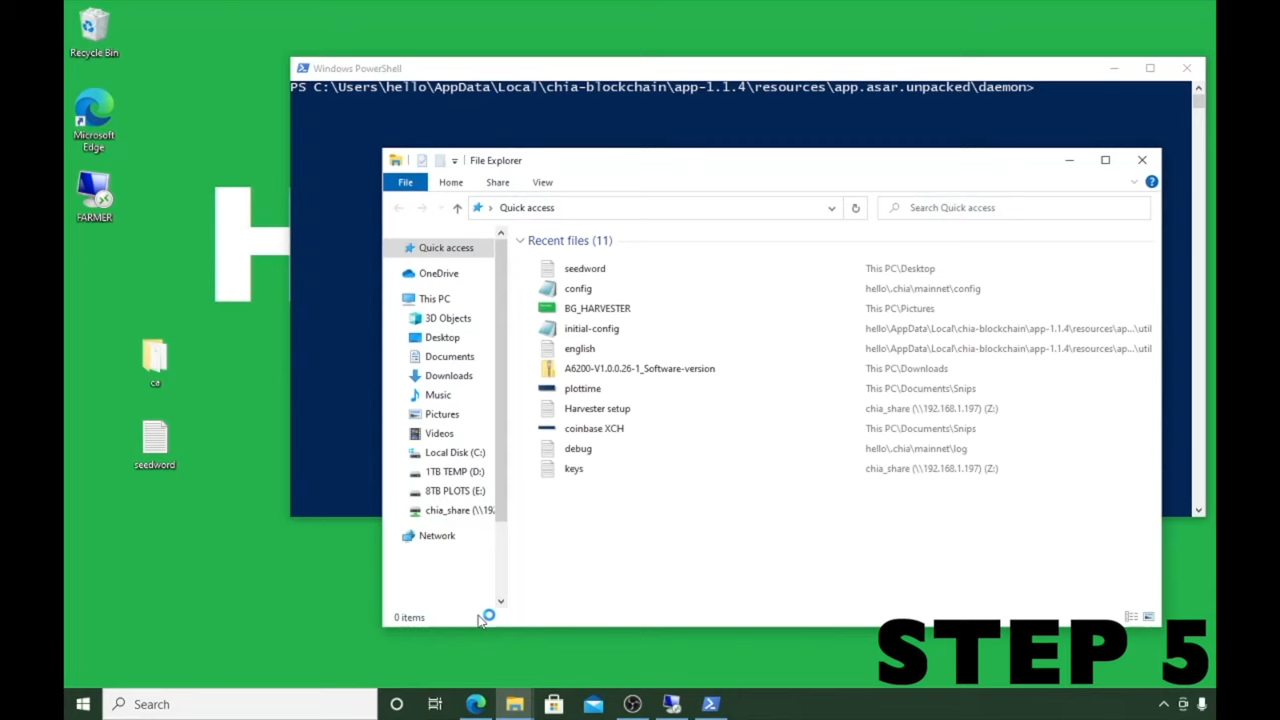 Recycle Bin
Microsoft
Edge
FARMER
H
ca
seedword
Windows PowerShell
PS C:\Users\hello\AppData\Local\chia-blockchain\app-1.1.4\resources\app.asar.unpacked\daemon>
File Explorer
File Home Share View
Quick access
Search Quick access
Quick access
OneDrive
This PC
3D Objects
Desktop
Documents
Downloads
Music
Pictures
Videos
Local Disk (C:)
1TB TEMP (D:)
8TB PLOTS (E:)
chia_share (\\19
Network
Recent files (11)
seedword This PC\Desktop
config hello\.chia\mainnet\config
BG_HARVESTER This PC\Pictures
initial-config hello\AppData\Local\chia-blockchain\app-1.1.4\resources\ap...\util
english hello\AppData\Local\chia-blockchain\app-1.1.4\resources\ap...\util
A6200-V1.0.0.26-1_Software-version This PC\Downloads
plottime This PC\Documents\Snips
Harvester setup chia_share (\\192.168.1.197) (Z:)
coinbase XCH This PC\Documents\Snips
debug hello\.chia\mainnet\log
keys chia_share (\\192.168.1.197) (Z:)
0 items
STEP 5
Search